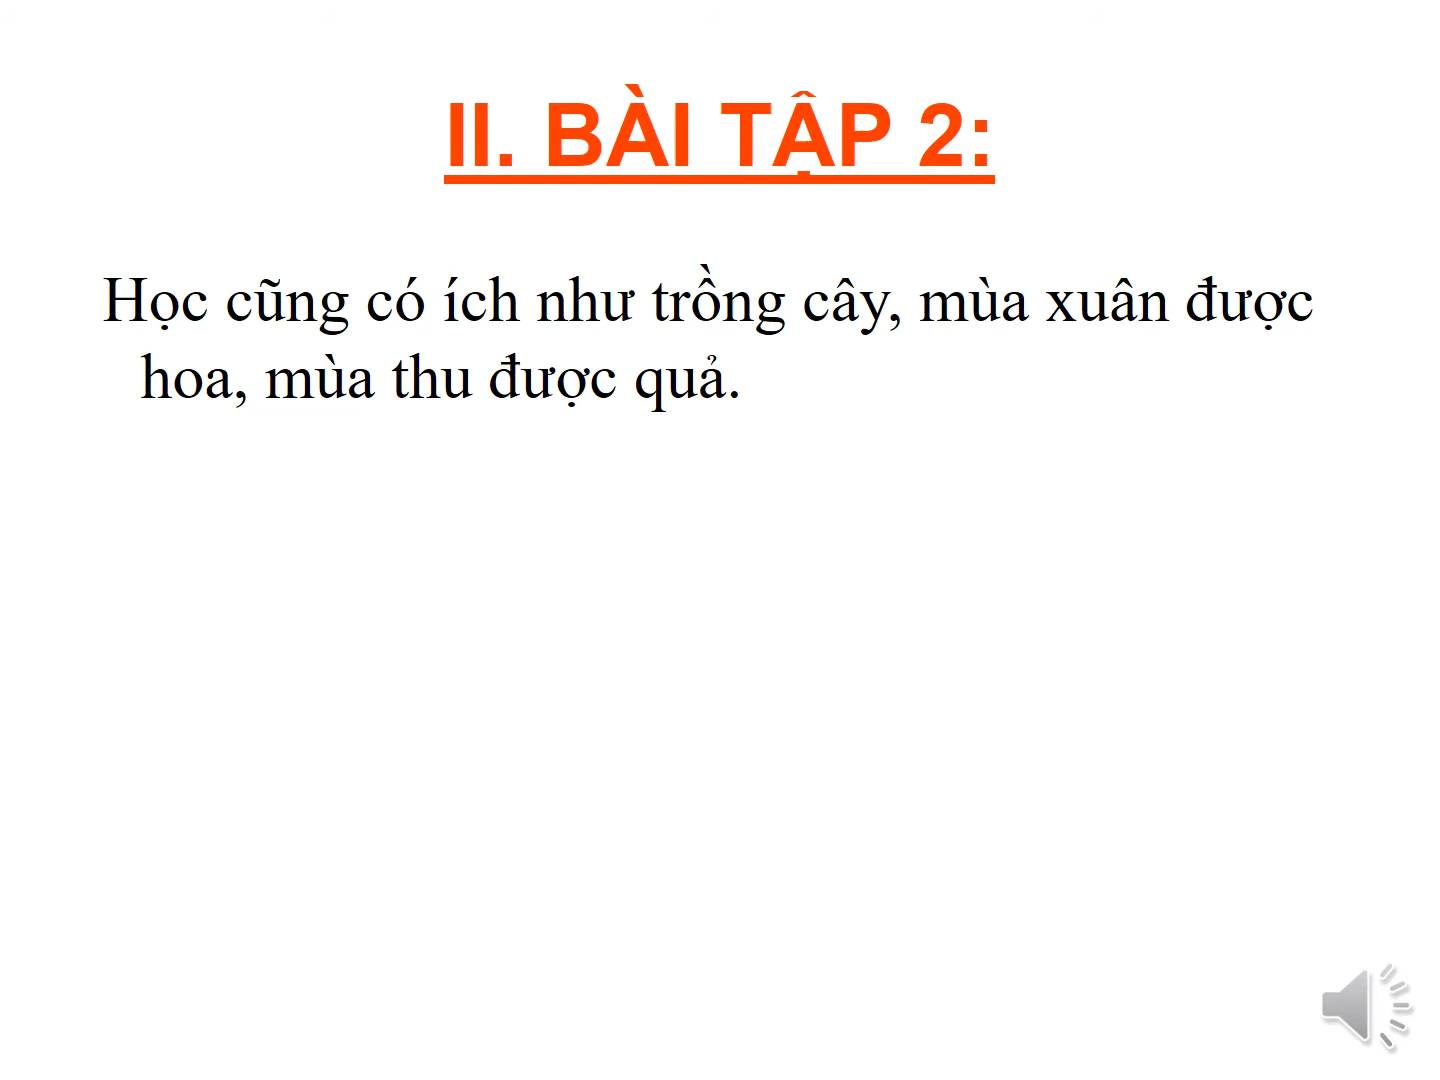 II. BÀI TẬP 2:
Học cũng có ích như trồng cây, mùa xuân được
hoa, mùa thu được quả.